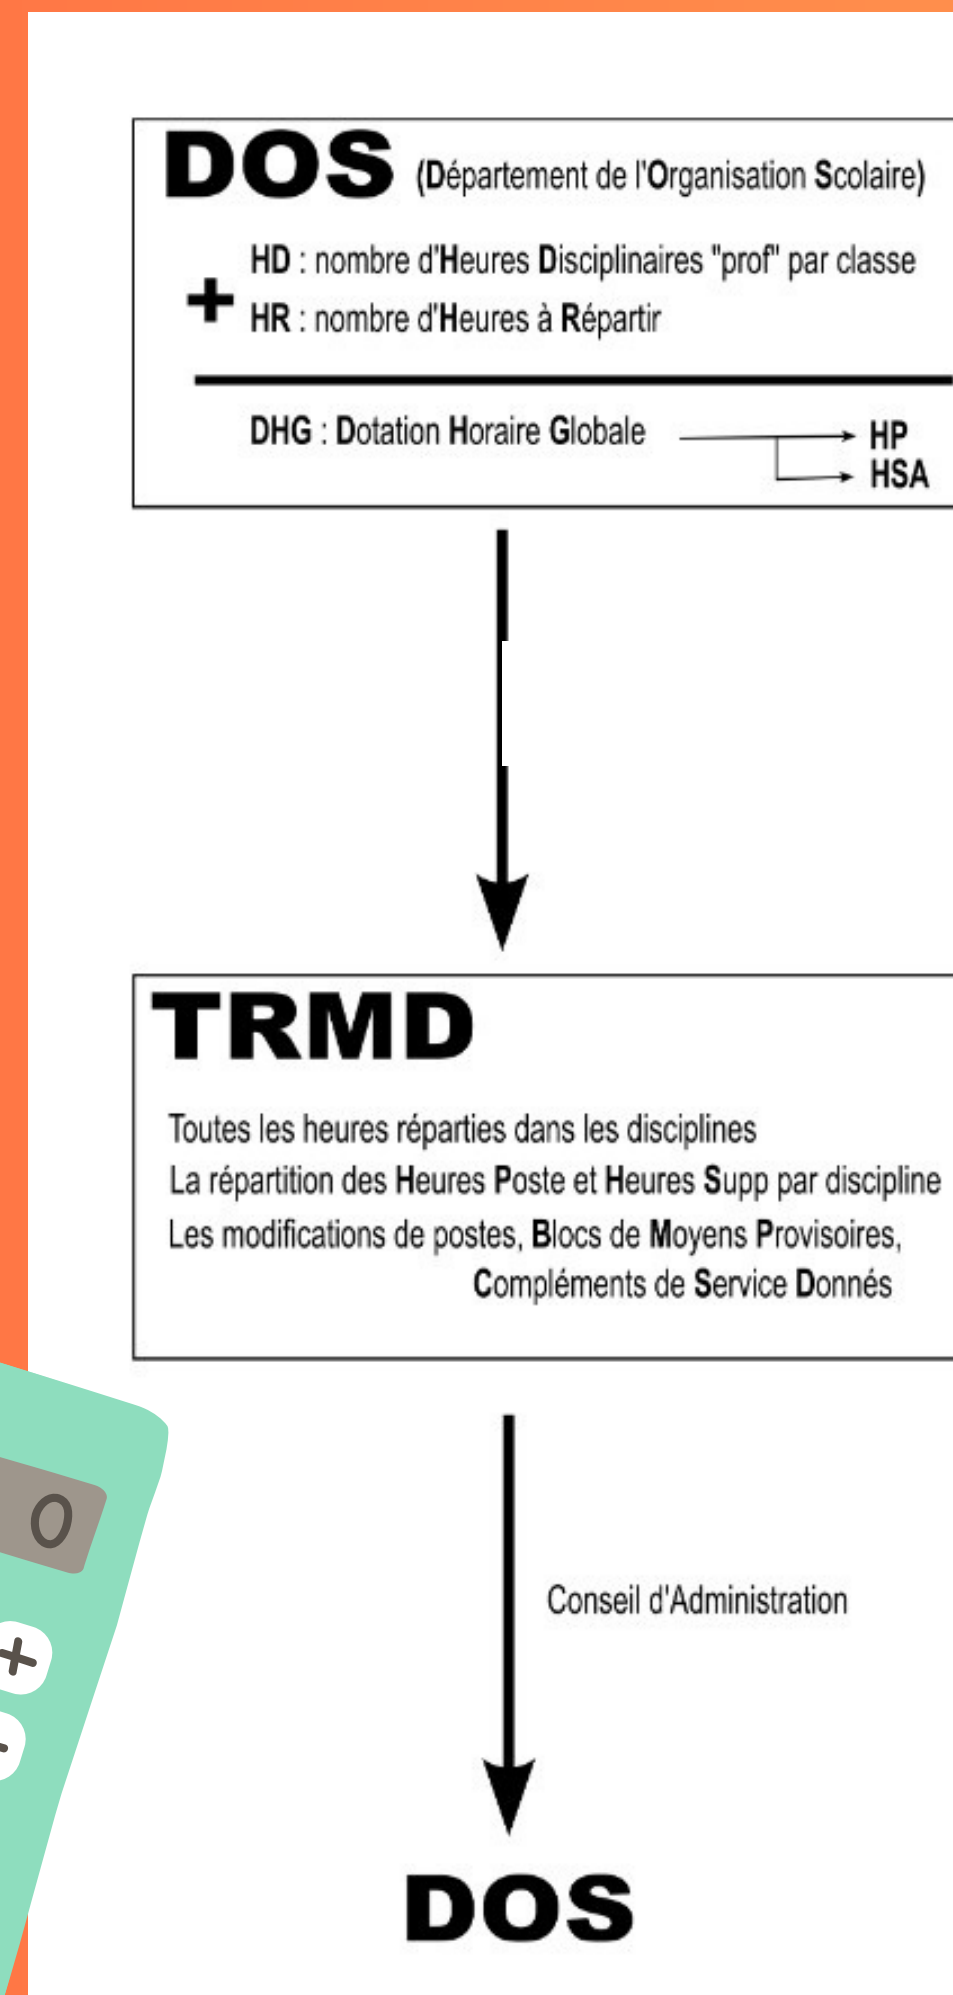 DOS (Département de l'Organisation Scolaire)
HD : nombre d'Heures Disciplinaires "prof" par classe
+
HR : nombre d'Heures à Répartir
DHG : Dotation Horaire Globale HP
HSA
TRMD
Toutes les heures réparties dans les disciplines
La répartition des Heures Poste et Heures Supp par discipline
Les modifications de postes, Blocs de Moyens Provisoires,
Compléments de Service Donnés
0
+
-
Conseil d'Administration
DOS